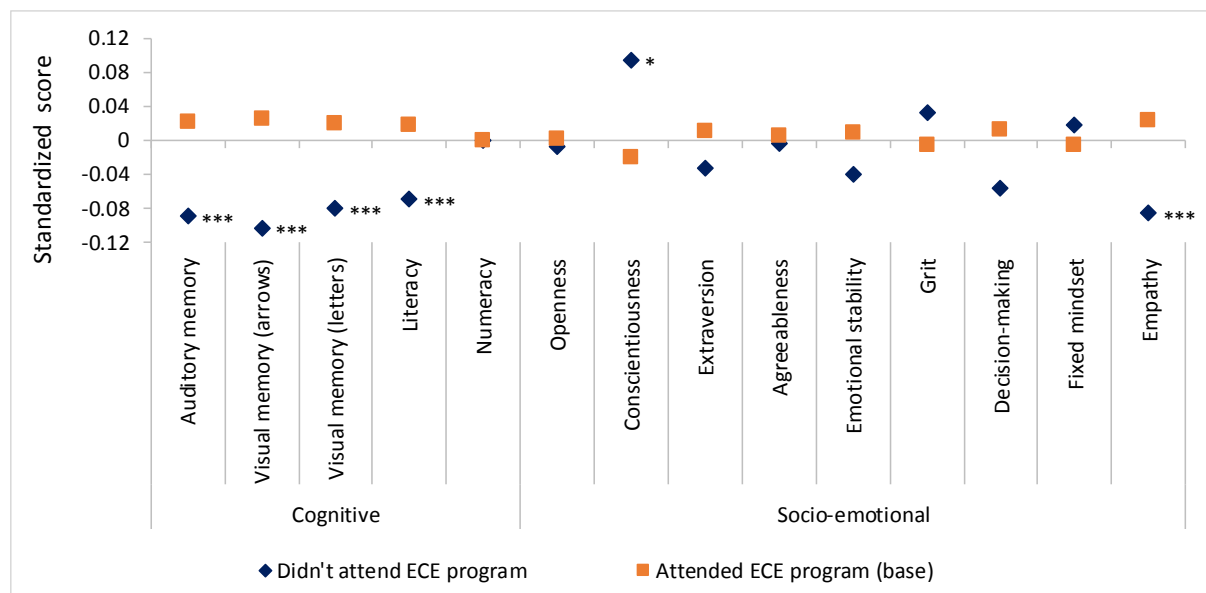 Standardized score
0.12
0.08
0.04
0
-0.04
-0.08
-0.12
***
***
***
***
*
***
Auditory memory
Visual memory (arrows)
Visual memory (letters)
Literacy
Numeracy
Openness
Conscientiousness
Extraversion
Agreeableness
Emotional stability
Grit
Decision-making
Fixed mindset
Empathy
Cognitive
Socio-emotional
Didn't attend ECE program
Attended ECE program (base)